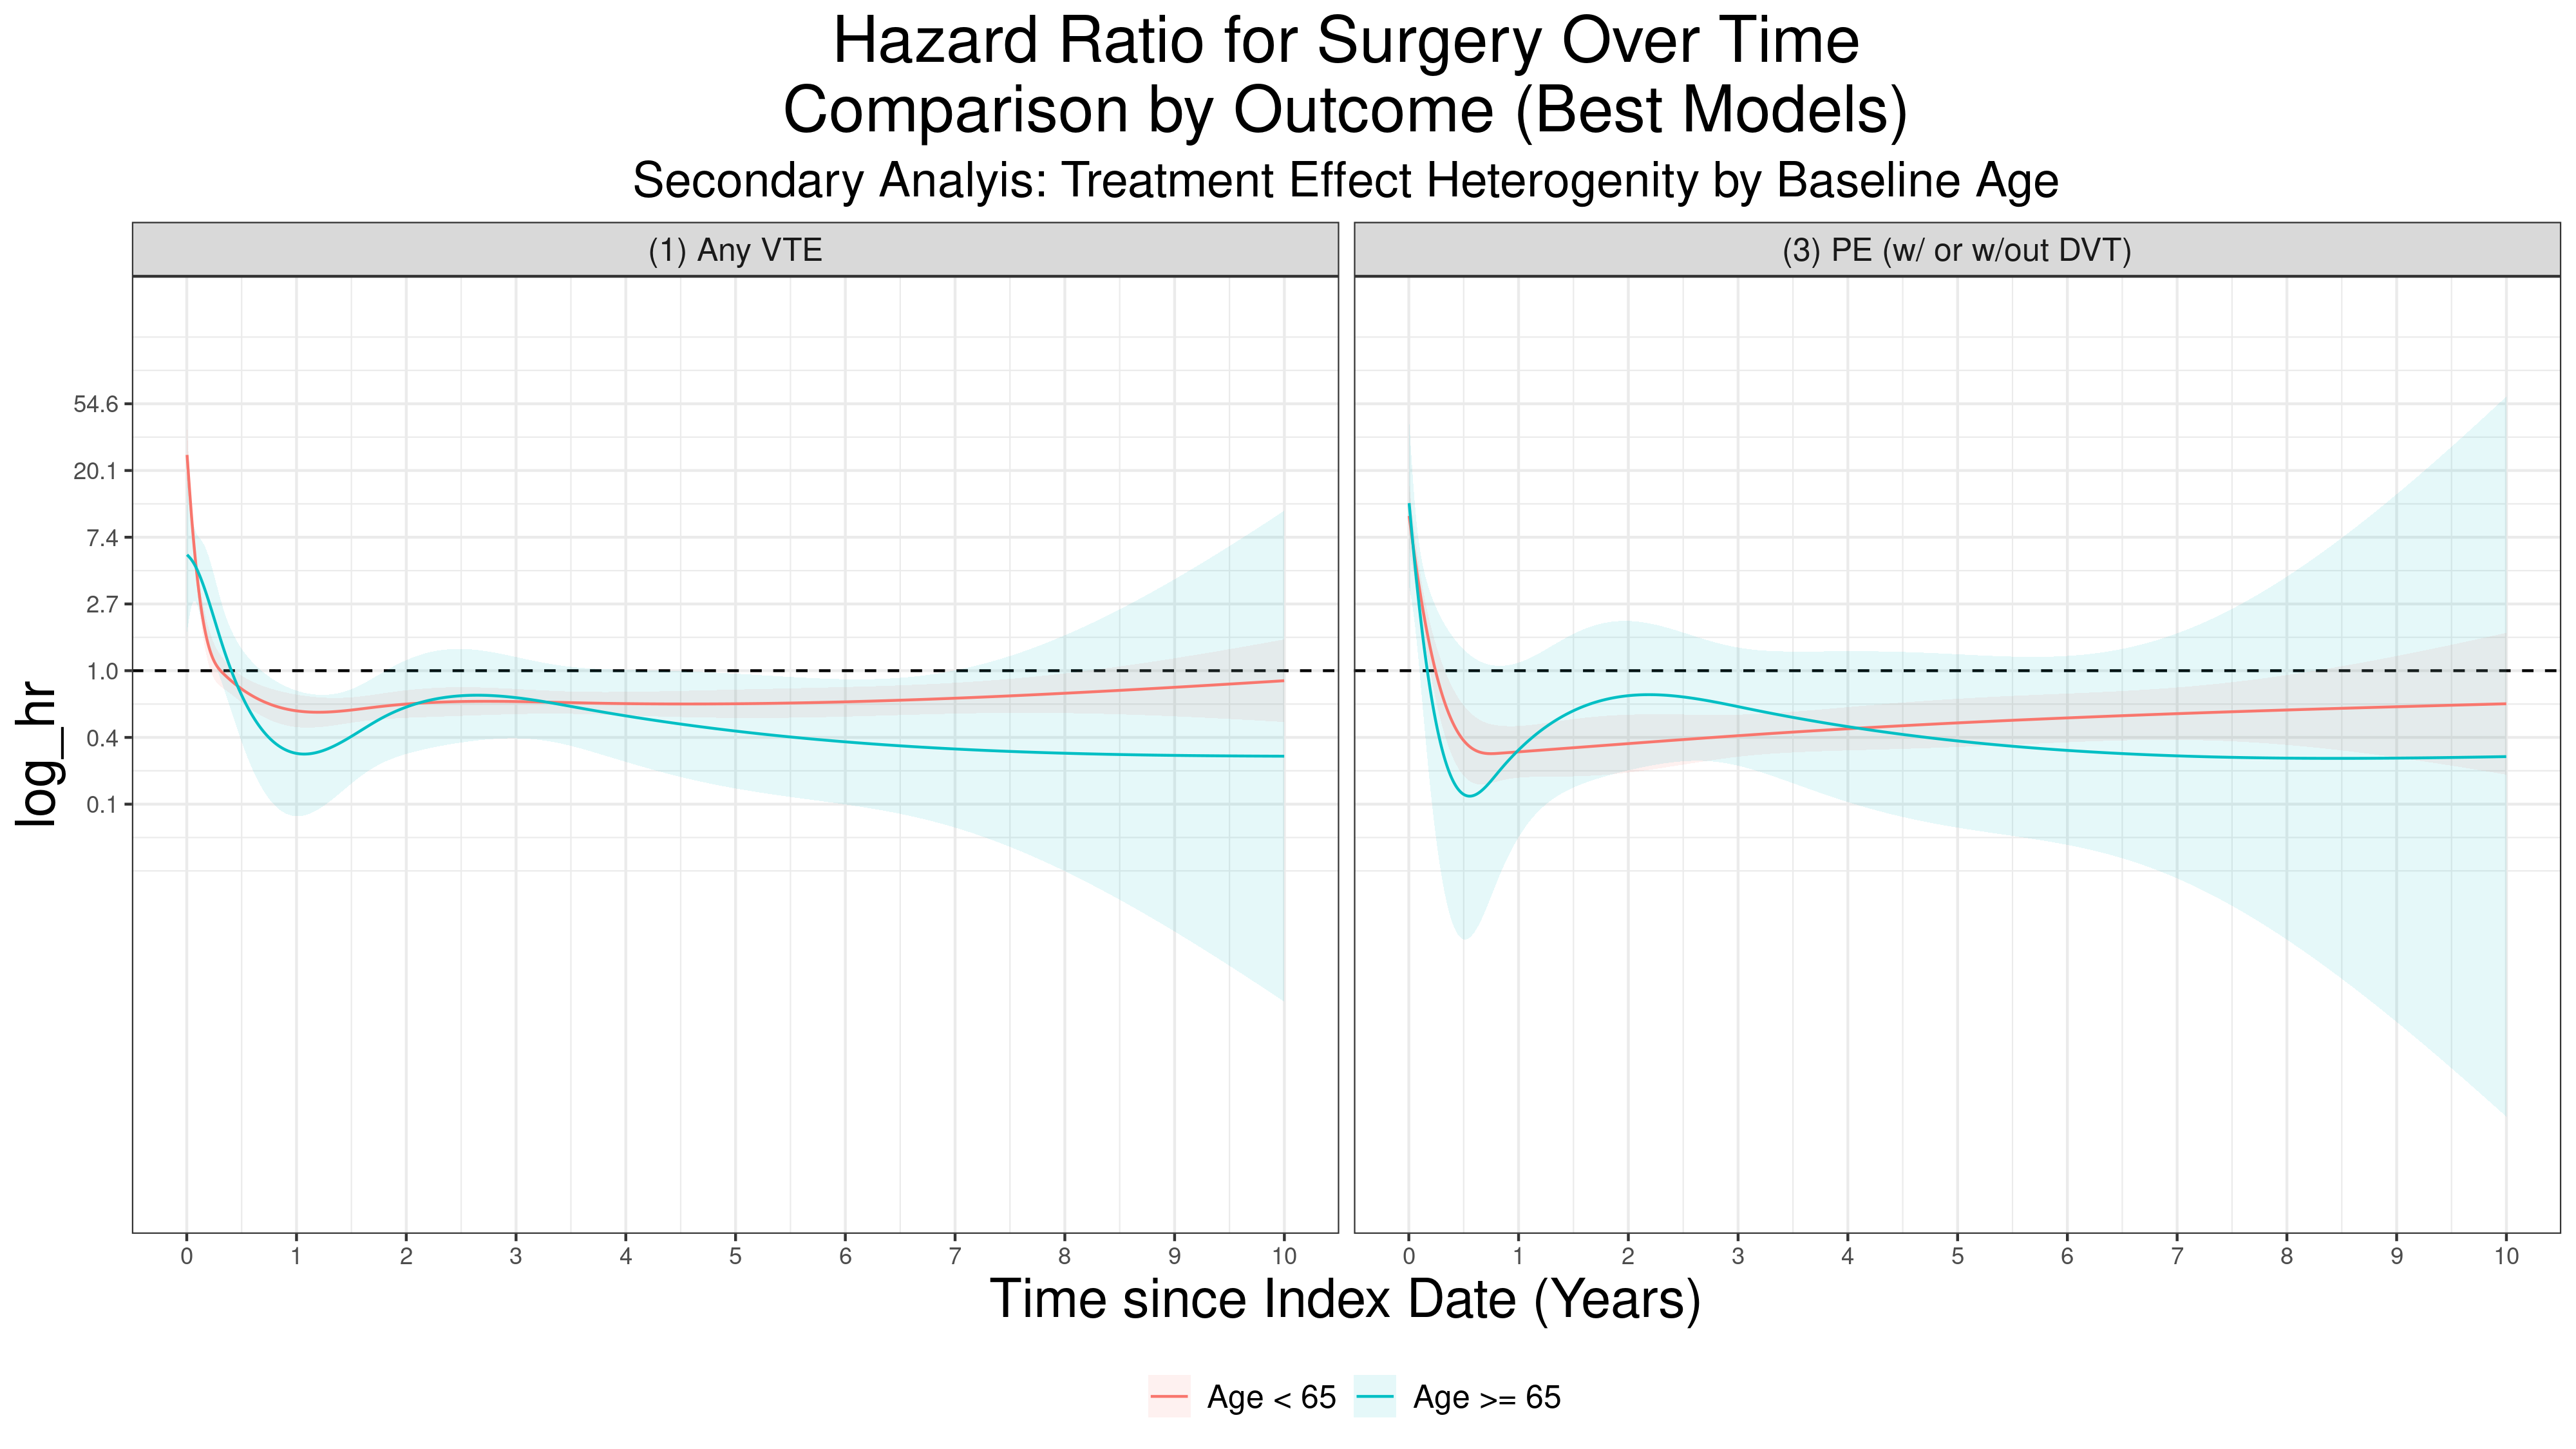 Hazard Ratio for Surgery Over Time
Comparison by Outcome (Best Models)
Secondary Analyis: Treatment Effect Heterogenity by Baseline Age
(1) Any VTE
(3) PE (w/ or w/out DVT)
log_hr
54.6
20.1
7.4
2.7
1.0
0.4
0.1
0 1 2 3 4 5 6 7 8 9 10
0 1 2 3 4 5 6 7 8 9 10
Time since Index Date (Years)
Age < 65
Age >= 65